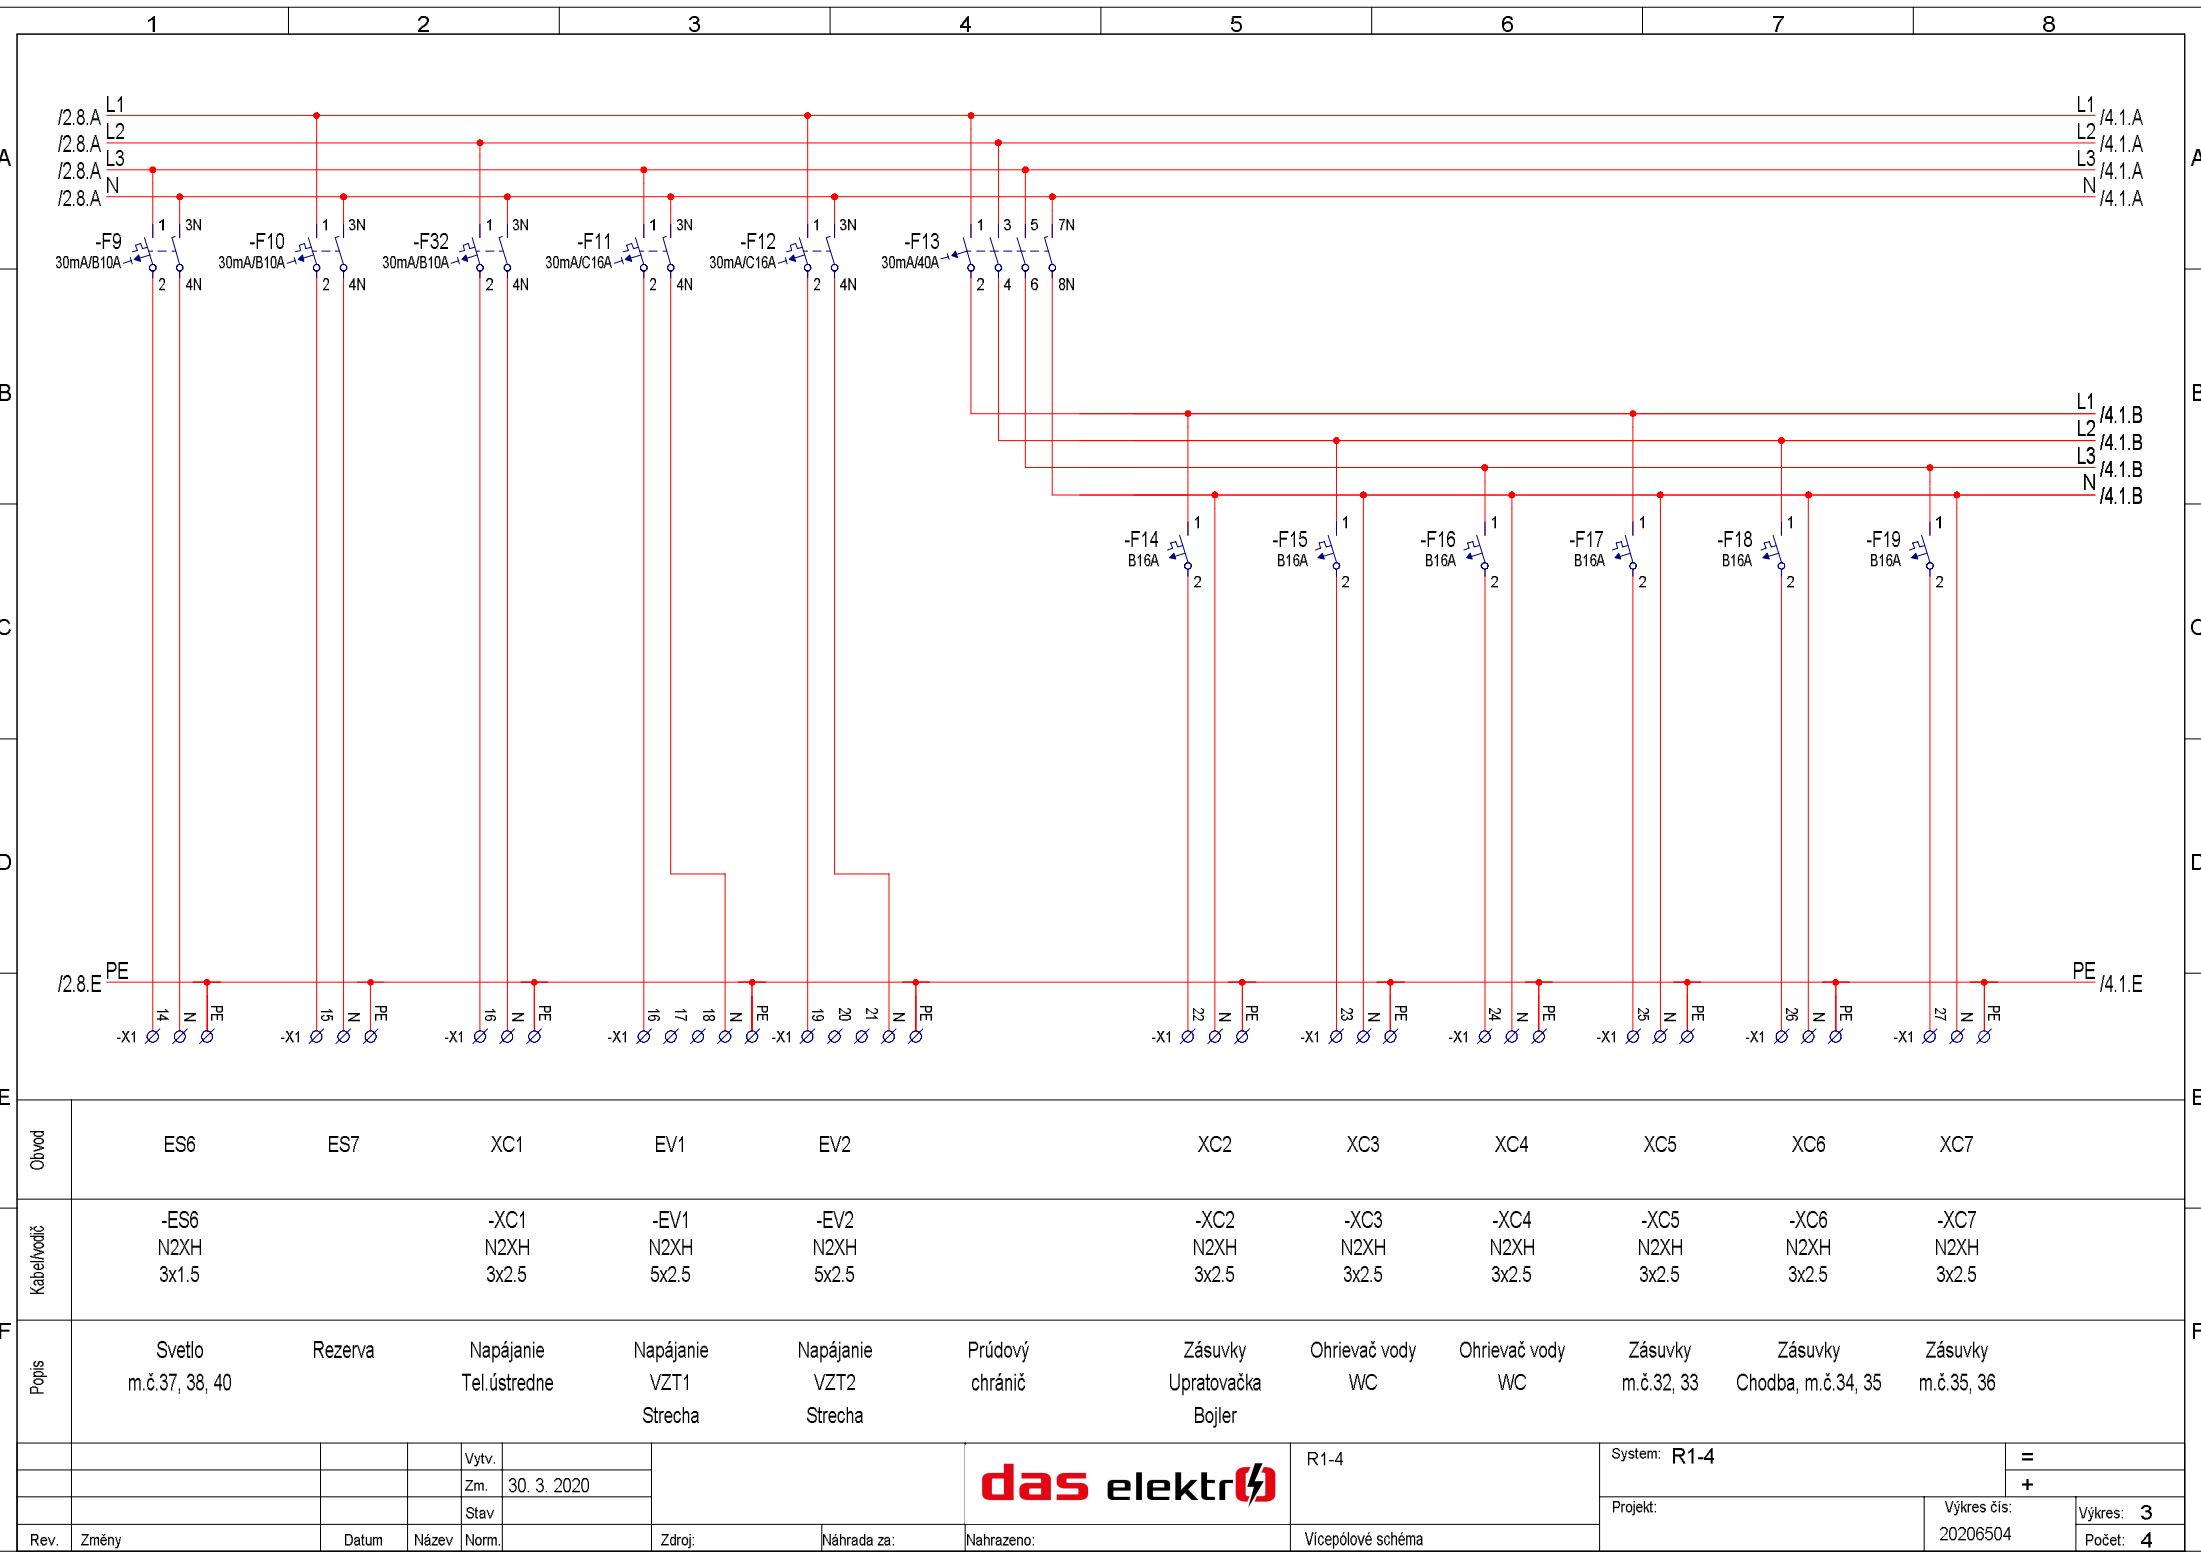 1 2 3 4 5 6 7 8
L1 L1
/2.8.A /4.1.A
L2 L2
/2.8.A /4.1.A
A L3 L3 A
/2.8.A /4.1.A
N N
/2.8.A /4.1.A
1 3N 1 3N 1 3N 1 3N 1 3N 1 3 5 7N
-F9 -F10 -F32 -F11 -F12 -F13
30mA/B10A 30mA/B10A 30mA/B10A 30mA/C16A 30mA/C16A 30mA/40A
2 4N 2 4N 2 4N 2 4N 2 4N 2 4 6 8N
B B
L1 /4.1.B
L2 /4.1.B
L3 /4.1.B
N /4.1.B
1 1 1 1 1 1
-F14 -F15 -F16 -F17 -F18 -F19
B16A B16A B16A B16A B16A B16A
2 2 2 2 2 2
C C
D D
PE PE
/2.8.E /4.1.E
14 N PE 15 N PE 16 N PE 16 17 18 N PE 19 20 21 N PE 22 N PE 23 N PE 24 N PE 25 N PE 26 N PE 27 N PE
-X1 -X1 -X1 -X1 -X1 -X1 -X1 -X1 -X1 -X1 -X1
E E
Obvod ES6 ES7 XC1 EV1 EV2 XC2 XC3 XC4 XC5 XC6 XC7
Kabel/vodič
-ES6 -XC1 -EV1 -EV2 -XC2 -XC3 -XC4 -XC5 -XC6 -XC7
N2XH N2XH N2XH N2XH N2XH N2XH N2XH N2XH N2XH N2XH
3x1.5 3x2.5 5x2.5 5x2.5 3x2.5 3x2.5 3x2.5 3x2.5 3x2.5 3x2.5
F F
Popis
Svetlo Rezerva Napájanie Napájanie Napájanie Prúdový Zásuvky Ohrievač vody Ohrievač vody Zásuvky Zásuvky Zásuvky
m.č.37, 38, 40 Tel.ústredne VZT1 VZT2 chránič Upratovačka WC WC m.č.32, 33 Chodba, m.č.34, 35 m.č.35, 36
Strecha Strecha Bojler
Vytv. R1-4 System: R1-4 =
Zm. 30. 3. 2020 das elektro +
Stav Projekt: Výkres čís: Výkres: 3
20206504
Rev. Změny Datum Název Norm. Zdroj: Náhrada za: Nahrazeno: Vícepólové schéma Počet: 4